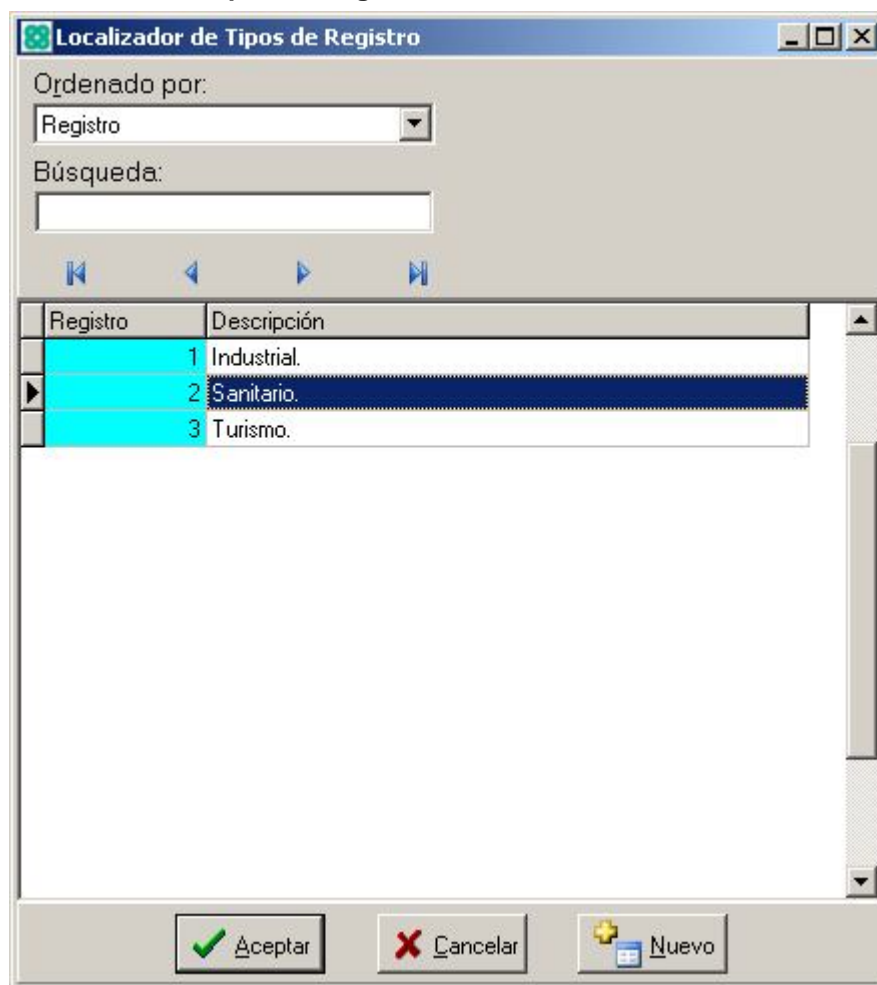 Localizador de Tipos de Registro
Ordenado por:
Registro
Búsqueda:
Registro Descripción
1 Industrial.
2 Sanitario.
3 Turismo.
Aceptar Cancelar Nuevo